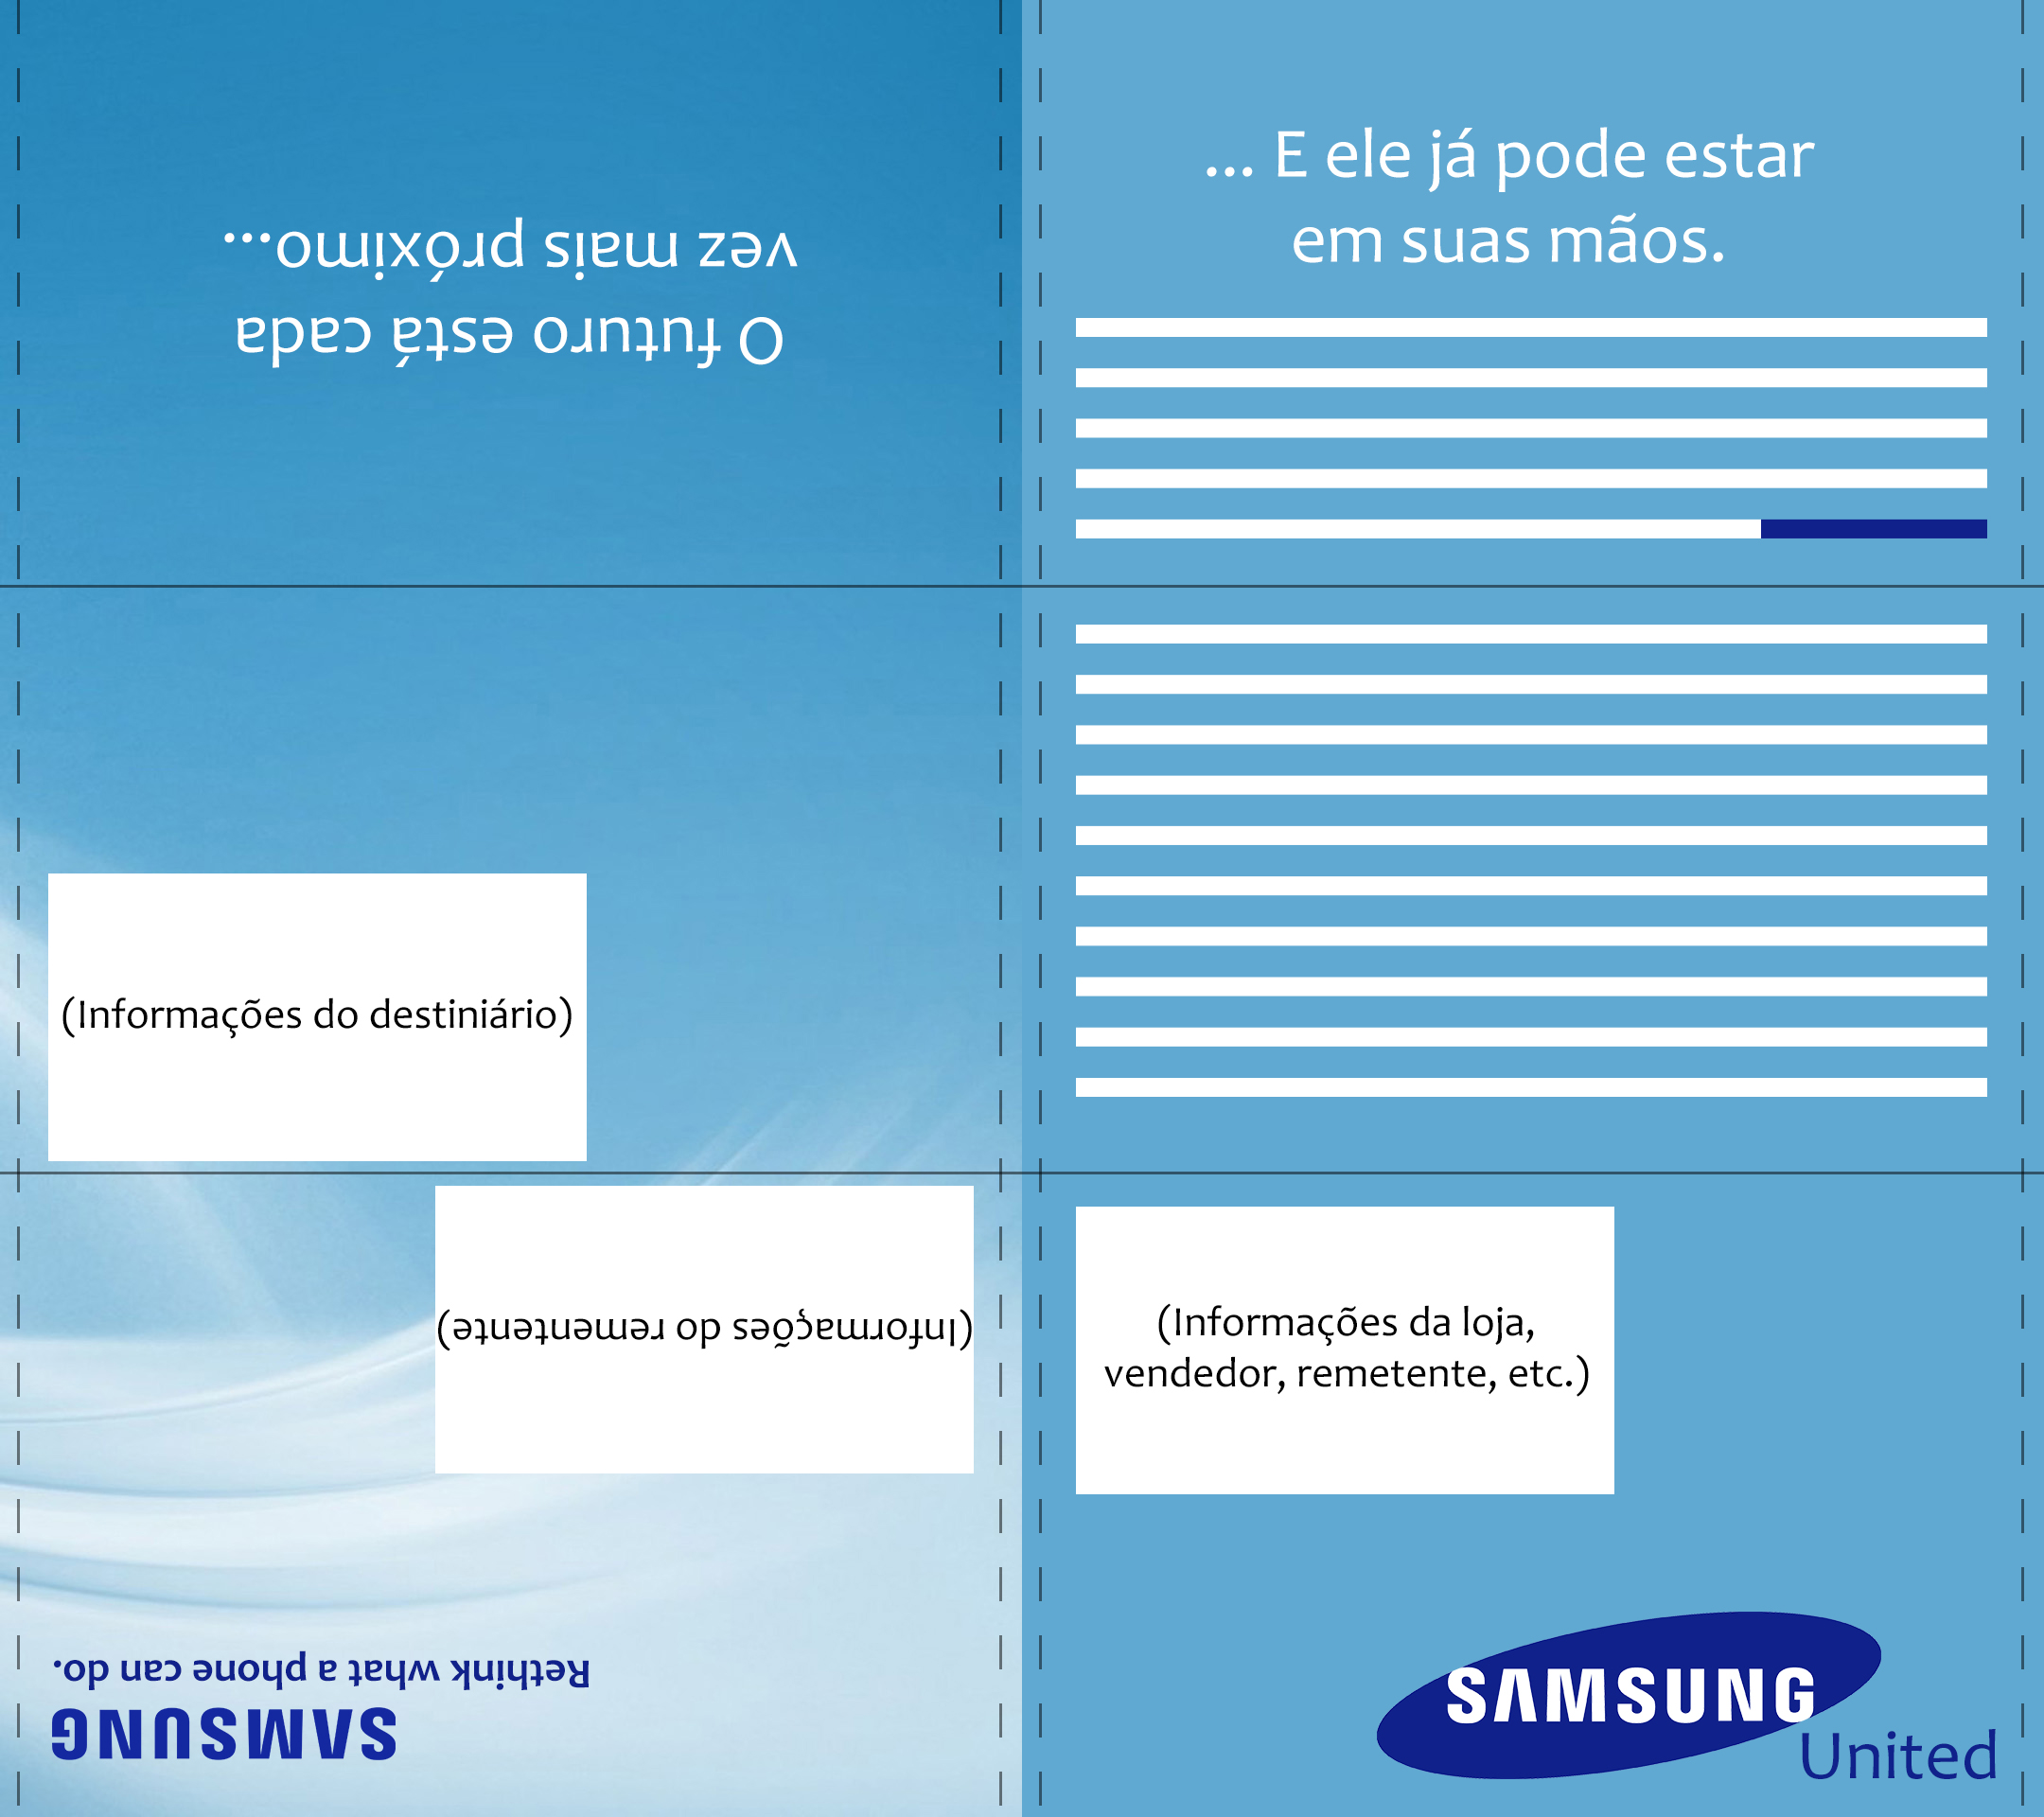 O futuro está cada
vez mais próximo...
... E ele já pode estar
em suas mãos.
(Informações do destiniário)
(Informações do rementente)
(Informações da loja,
vendedor, remetente, etc.)
SAMSUNG
Rethink what a phone can do.
SAMSUNG
United